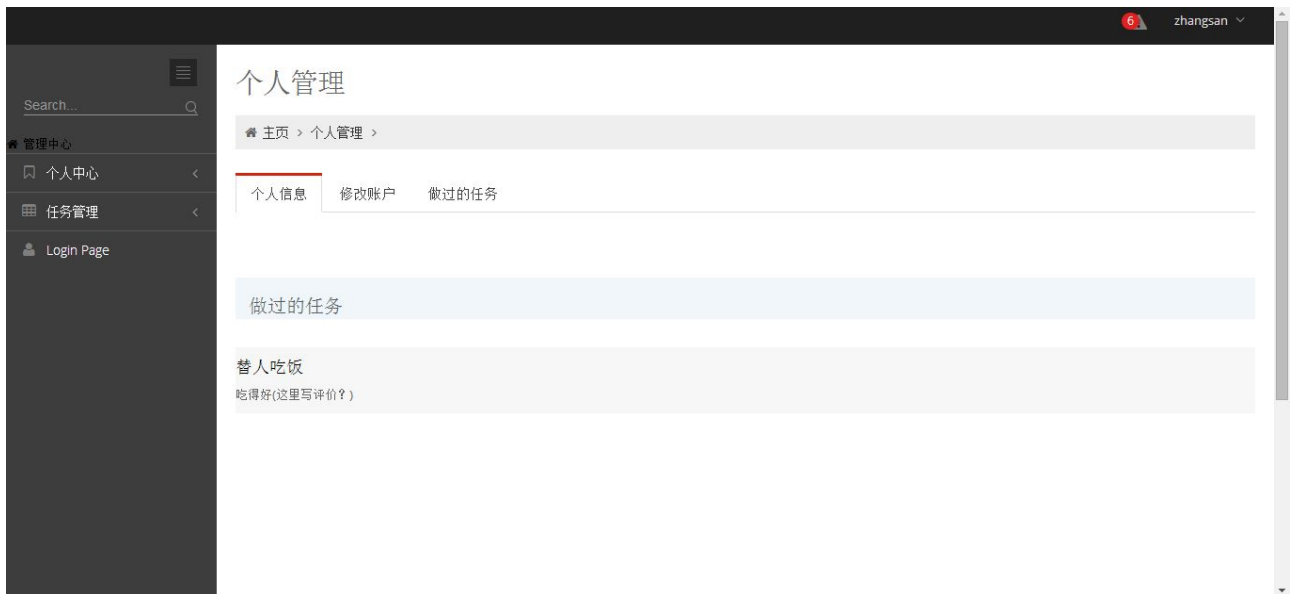 6 zhangsan
个人管理
Search...
主页 > 个人管理 >
管理中心
个人中心
个人信息 修改账户 做过的任务
任务管理
Login Page
做过的任务
替人吃饭
吃得好(这里写评价?)